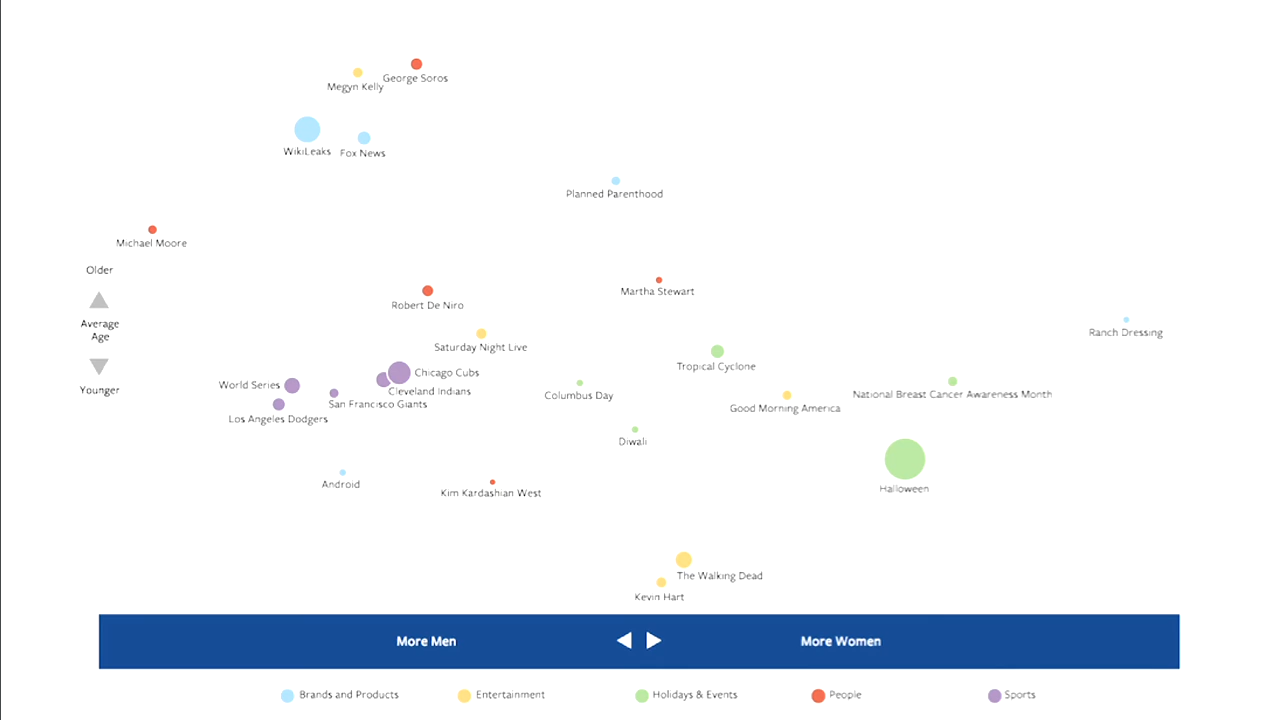 George Soros
Megyn Kelly
WikiLeaks
Fox News
Planned Parenthood
Michael Moore
Older
Martha Stewart
Robert De Niro
Average
Age
Ranch Dressing
Saturday Night Live
Tropical Cyclone
Chicago Cubs
World Series
Younger
Cleveland Indians
Columbus Day
National Breast Cancer Awareness Month
San Francisco Giants
Good Morning America
Los Angeles Dodgers
Diwali
Android
Halloween
Kim Kardashian West
The Walking Dead
Kevin Hart
More Men
More Women
Brands and Products
Entertainment
Holidays & Events
People
Sports